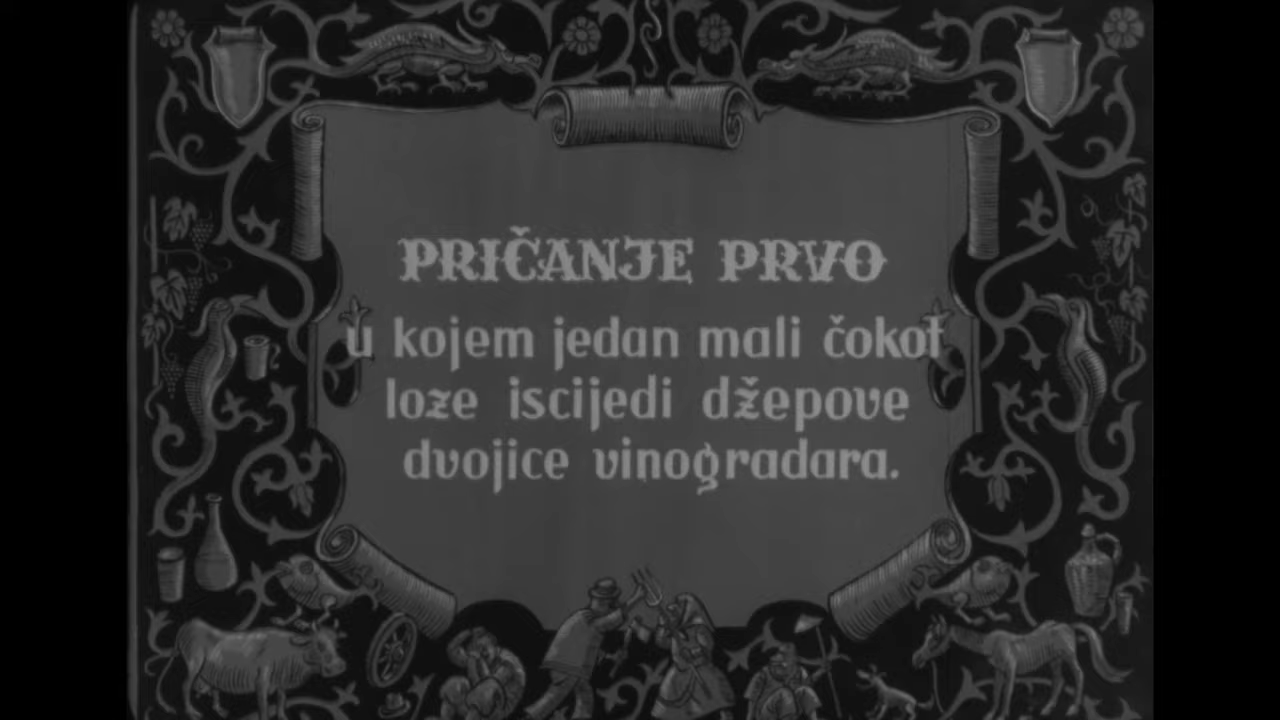 PRIČANJE PRVO
u kojem jedan mali čokot
loze iscijedi džepove
dvojice vinogradara.